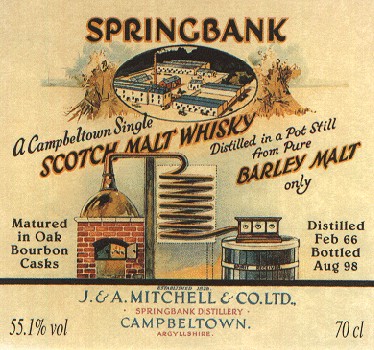 SPRINGBANK
A Campbeltown Single
SCOTCH MALT WHISKY
Distilled in a Pot Still
from Pure
BARLEY MALT
only
Matured
in Oak
Bourbon
Casks
Distilled
Feb 66
Bottled
Aug 98
SPIRIT RECEIVER
ESTABLISHED 1828.
J. & A. MITCHELL & CO. LTD.,
• SPRINGBANK DISTILLERY •
CAMPBELTOWN.
ARGYLLSHIRE.
55.1% vol
70 cl